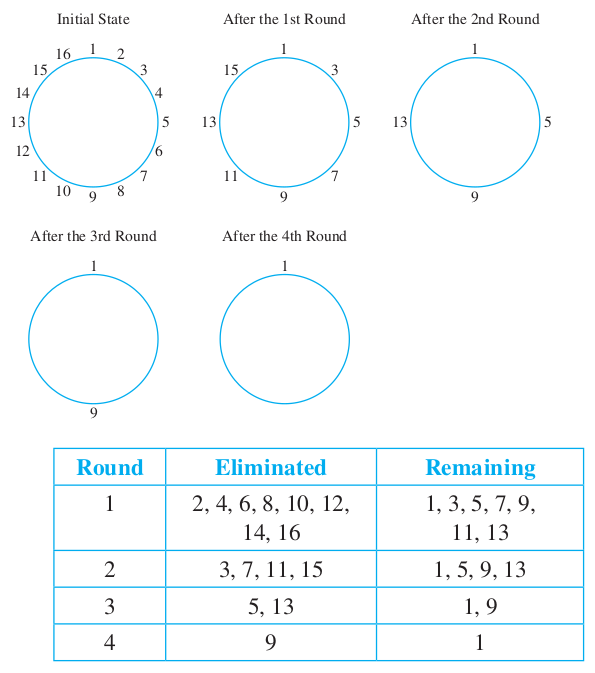 Initial State
After the 1st Round
After the 2nd Round
16 1 2
15 3
14 4
13 5
12 6
11 7
10 9 8
1
15 3
13 5
11 7
9
1
13 5
9
After the 3rd Round
After the 4th Round
1
9
1
Round Eliminated Remaining
1 2, 4, 6, 8, 10, 12, 1, 3, 5, 7, 9,
14, 16 11, 13
2 3, 7, 11, 15 1, 5, 9, 13
3 5, 13 1, 9
4 9 1